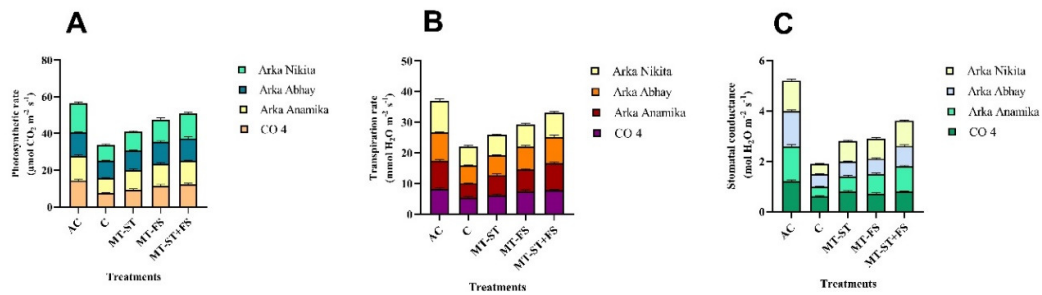 A
Photosynthetic rate
(µmol CO₂ m⁻² s⁻¹)
80
60
40
20
0
AC
C
MT-ST
MT-FS
MT-ST+FS
Treatments
Arka Nikita
Arka Abhay
Arka Anamika
CO 4
B
Transpiration rate
(mmol H₂O m⁻² s⁻¹)
50
40
30
20
10
0
AC
C
MT-ST
MT-FS
MT-ST+FS
Treatments
Arka Nikita
Arka Abhay
Arka Anamika
CO 4
C
Stomatal conductance
(mol H₂O m⁻² s⁻¹)
6
4
2
0
AC
C
MT-ST
MT-FS
MT-ST+FS
Treatments
Arka Nikita
Arka Abhay
Arka Anamika
CO 4